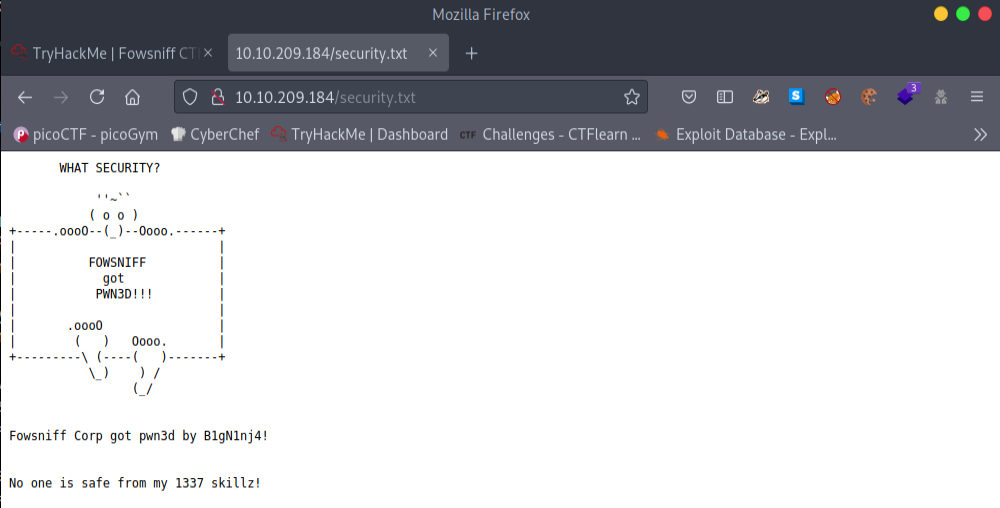 Mozilla Firefox
TryHackMe | Fowsniff CT
10.10.209.184/security.txt
10.10.209.184/security.txt
3
picoCTF - picoGym
CyberChef
TryHackMe | Dashboard
CTF Challenges - CTFlearn ...
Exploit Database - Expl...
WHAT SECURITY?
''~``
( o o )
+-----.oooO--(_)--Oooo.------+
|                            |
|          FOWSNIFF          |
|            got             |
|           PWN3D!!!         |
|                            |
|       .oooO                |
|        (   )   Oooo.       |
+---------\ (----(   )-------+
           \_)    ) /
                 (_/
Fowsniff Corp got pwn3d by B1gN1nj4!
No one is safe from my 1337 skillz!